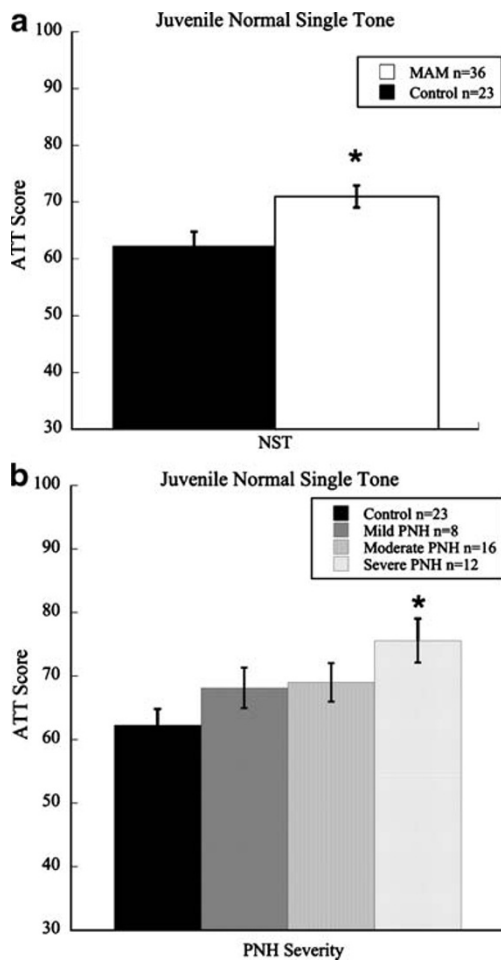 a
Juvenile Normal Single Tone
100
90
80
70
60
50
40
30
ATT Score
MAM n=36
Control n=23
*
NST
b
Juvenile Normal Single Tone
100
90
80
70
60
50
40
30
ATT Score
Control n=23
Mild PNH n=8
Moderate PNH n=16
Severe PNH n=12
*
PNH Severity